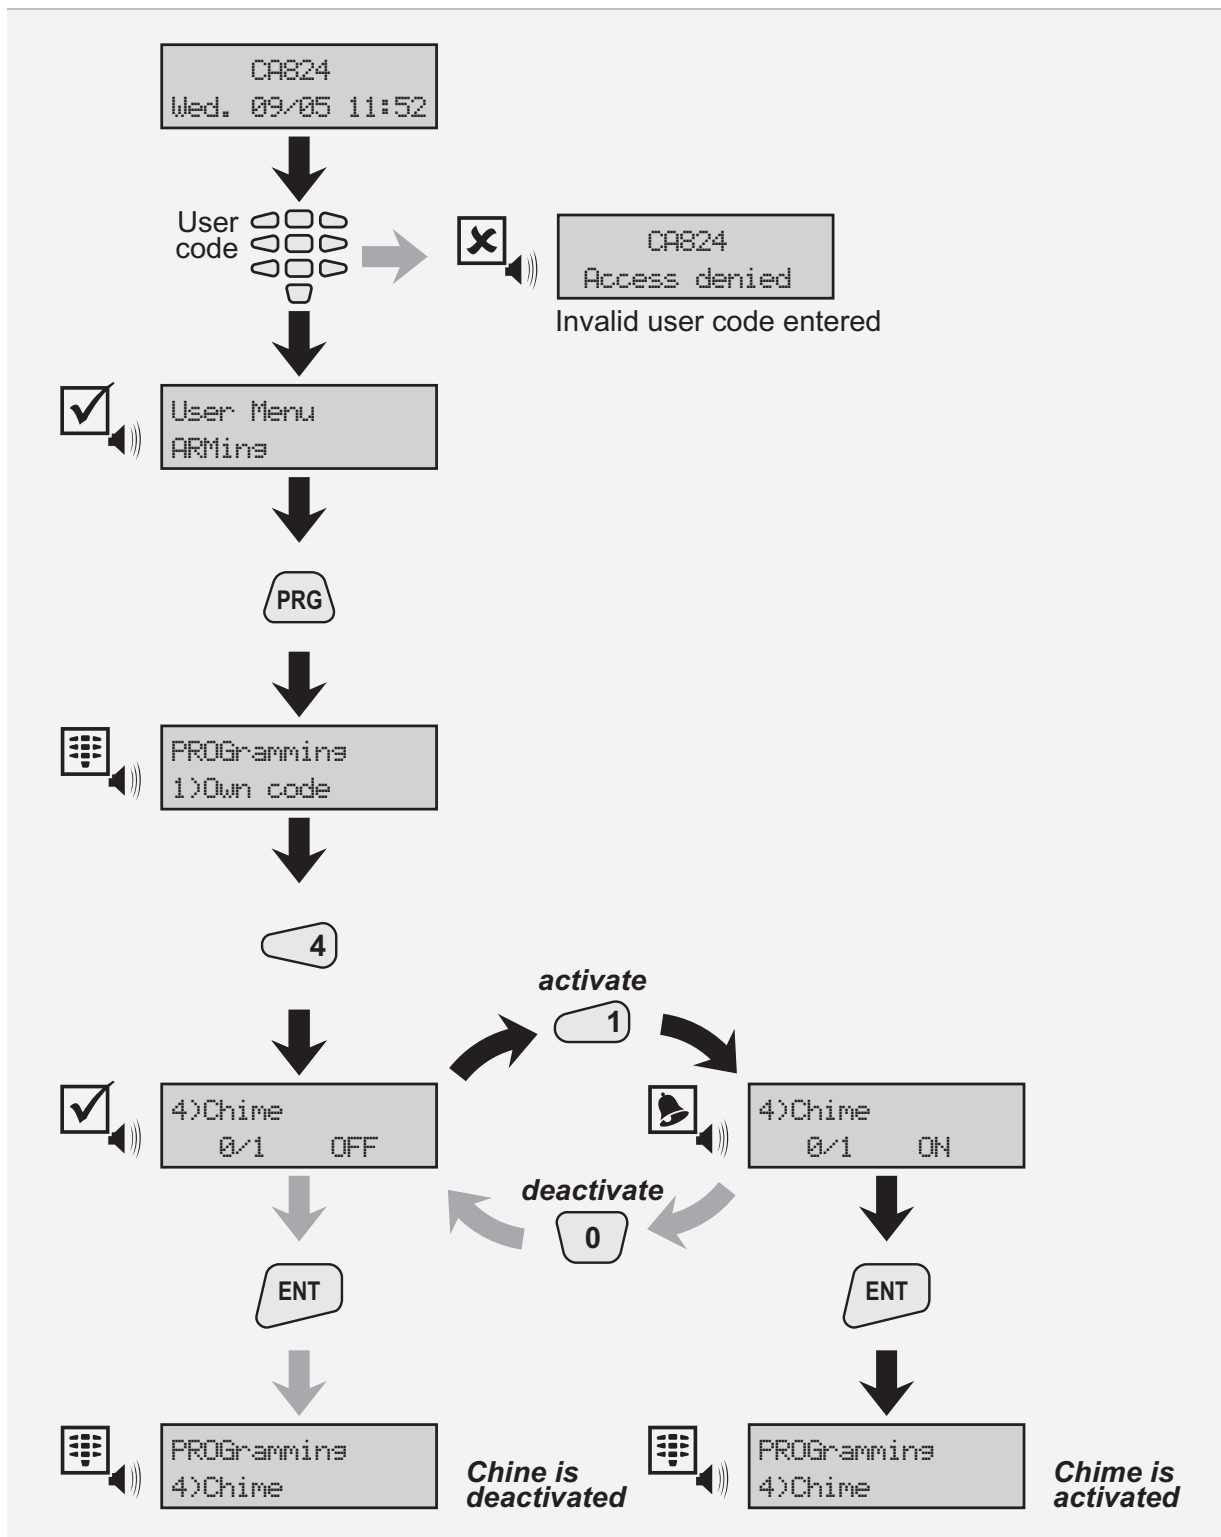 CA824
Wed. 09/05 11:52
User
code
CA824
Access denied
Invalid user code entered
User Menu
ARMing
PRG
PROGramming
1)Own code
4
activate
1
4)Chime
0/1 OFF
4)Chime
0/1 ON
deactivate
0
ENT
ENT
PROGramming
4)Chime
Chine is
deactivated
PROGramming
4)Chime
Chime is
activated